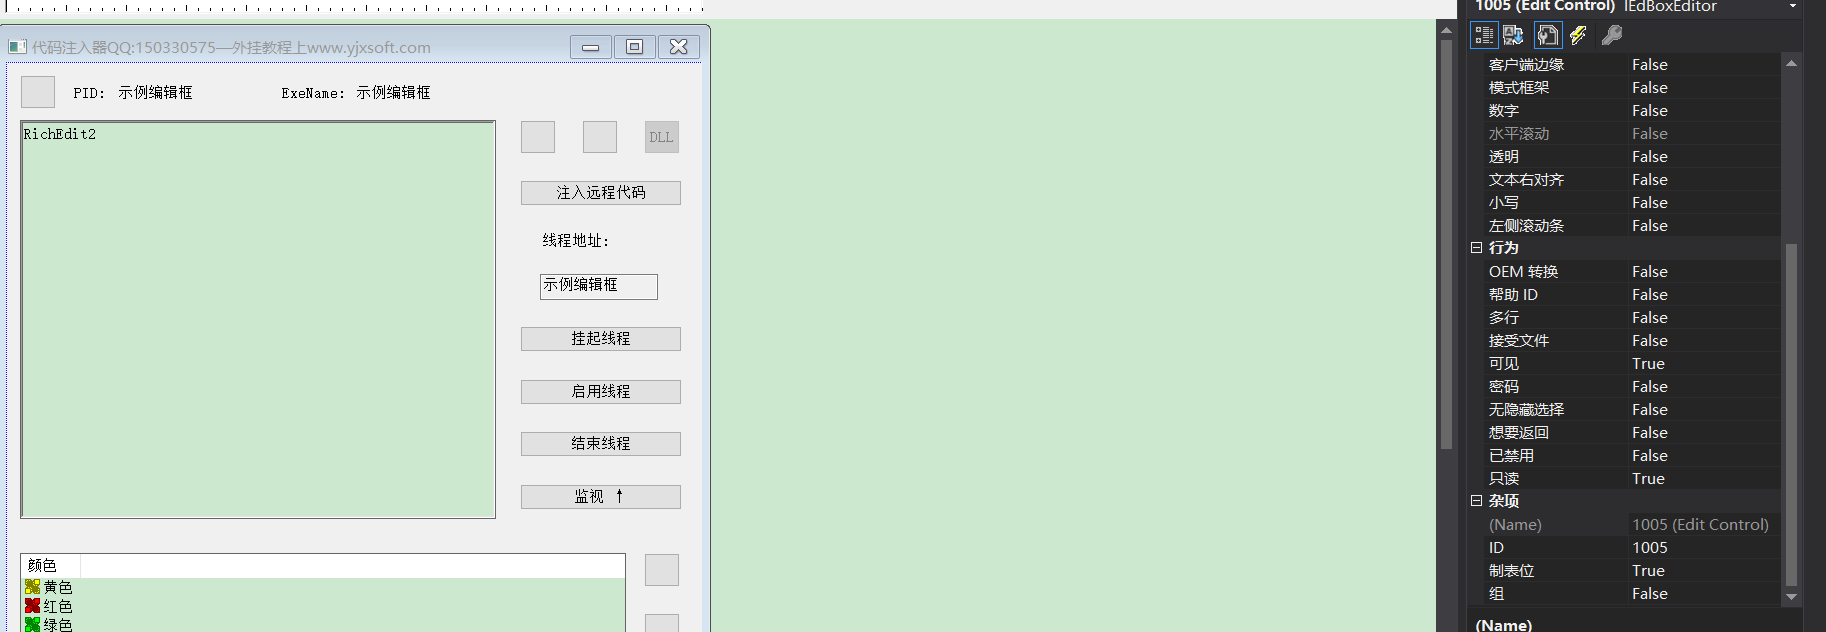 代码注入器QQ:150330575—外挂教程上www.yjxsoft.com
PID: 示例编辑框
ExeName: 示例编辑框
RichEdit2
DLL
注入远程代码
线程地址:
示例编辑框
挂起线程
启用线程
结束线程
监视 ↑
颜色
黄色
红色
绿色
1005 (Edit Control) IEdBoxEditor
客户端边缘 False
模式框架 False
数字 False
水平滚动 False
透明 False
文本右对齐 False
小写 False
左侧滚动条 False
行为
OEM 转换 False
帮助 ID False
多行 False
接受文件 False
可见 True
密码 False
无隐藏选择 False
想要返回 False
已禁用 False
只读 True
杂项
(Name) 1005 (Edit Control)
ID 1005
制表位 True
组 False
(Name)